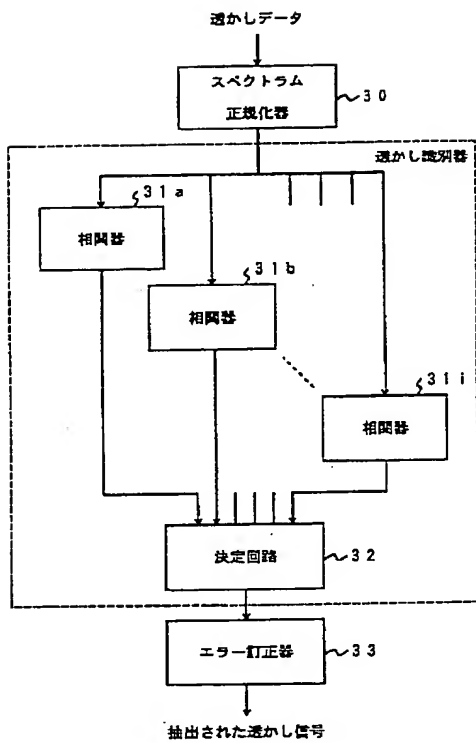 透かしデータ
スペクトラム
正規化器
30
透かし識別器
31a
相関器
31b
相関器
31i
相関器
決定回路
32
エラー訂正器
33
抽出された透かし信号